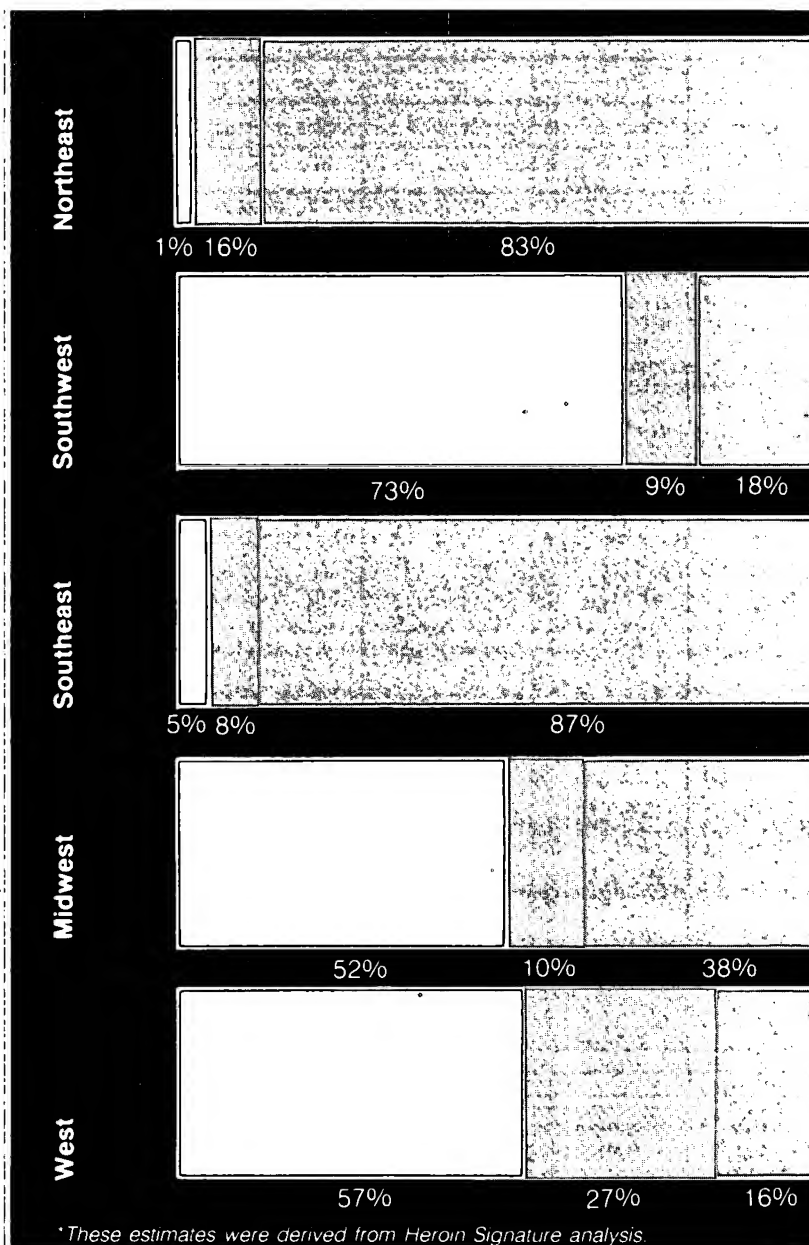 Northeast
1% 16% 83%
Southwest
73% 9% 18%
Southeast
5% 8% 87%
Midwest
52% 10% 38%
West
57% 27% 16%
*These estimates were derived from Heroin Signature analysis.